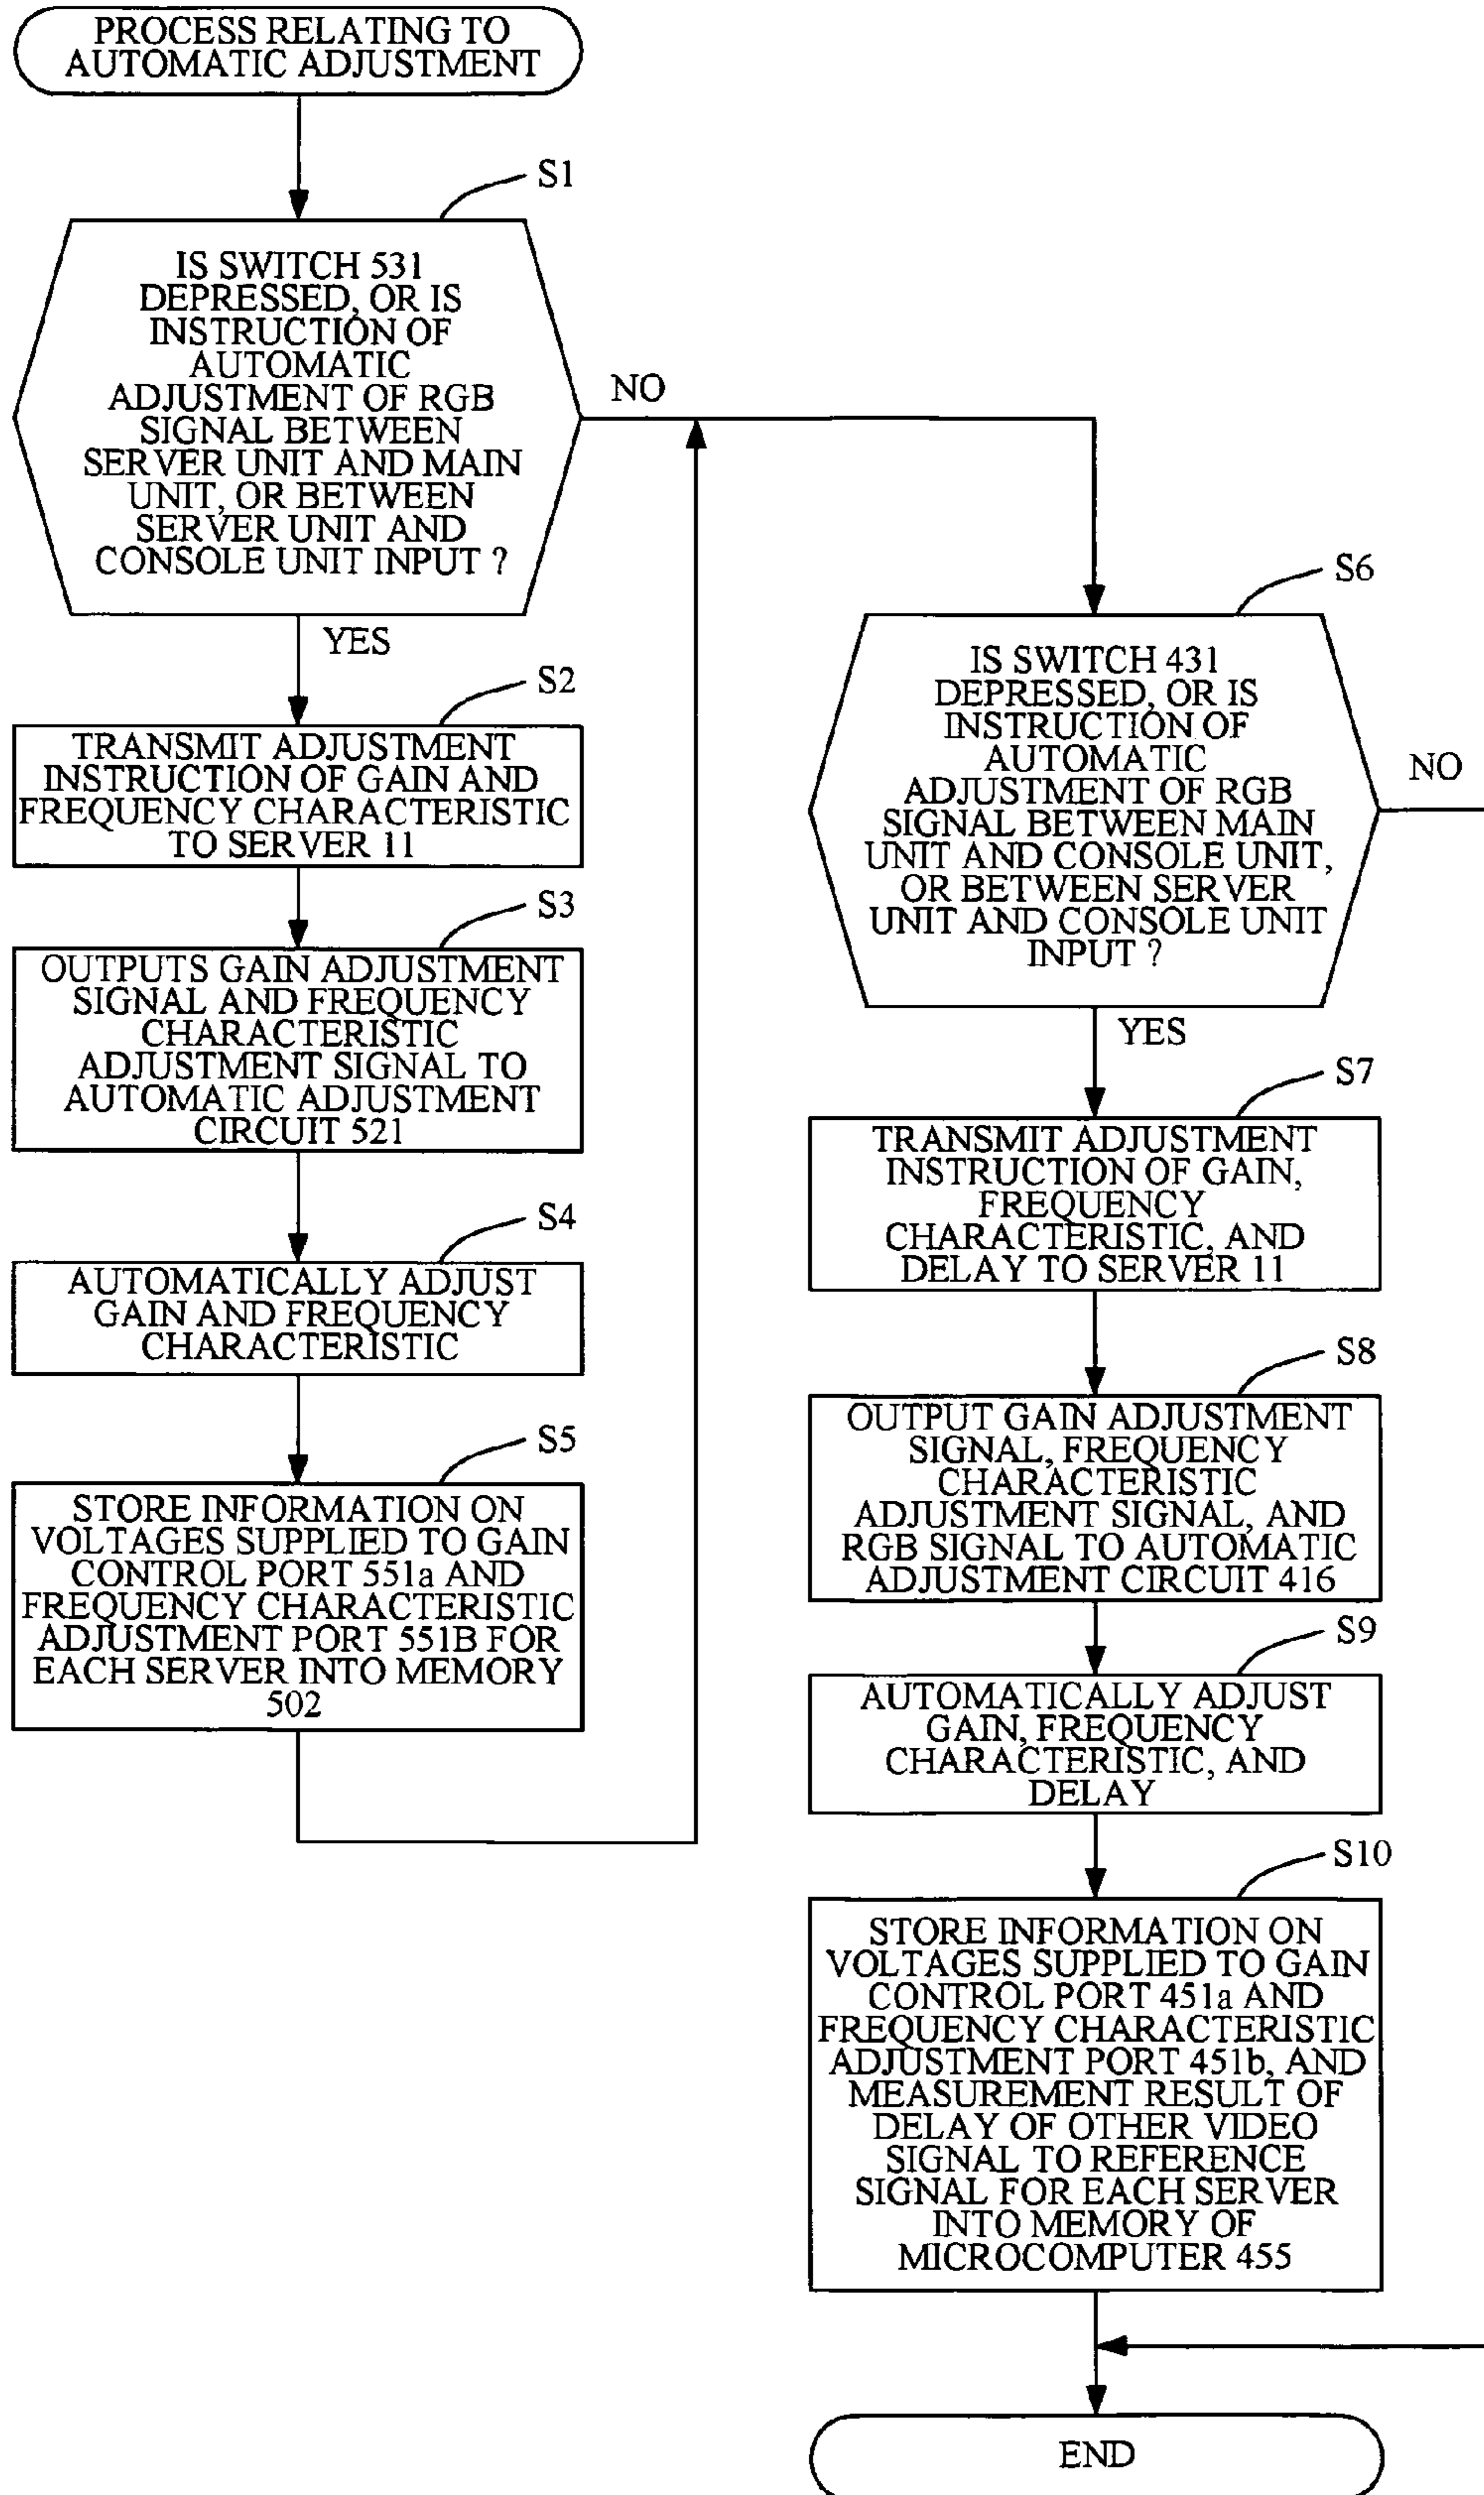 PROCESS RELATING TO
AUTOMATIC ADJUSTMENT
S1
IS SWITCH 531
DEPRESSED, OR IS
INSTRUCTION OF
AUTOMATIC
ADJUSTMENT OF RGB
SIGNAL BETWEEN
SERVER UNIT AND MAIN
UNIT, OR BETWEEN
SERVER UNIT AND
CONSOLE UNIT INPUT ?
NO
YES
S2
TRANSMIT ADJUSTMENT
INSTRUCTION OF GAIN AND
FREQUENCY CHARACTERISTIC
TO SERVER 11
S3
OUTPUTS GAIN ADJUSTMENT
SIGNAL AND FREQUENCY
CHARACTERISTIC
ADJUSTMENT SIGNAL TO
AUTOMATIC ADJUSTMENT
CIRCUIT 521
S4
AUTOMATICALLY ADJUST
GAIN AND FREQUENCY
CHARACTERISTIC
S5
STORE INFORMATION ON
VOLTAGES SUPPLIED TO GAIN
CONTROL PORT 551a AND
FREQUENCY CHARACTERISTIC
ADJUSTMENT PORT 551B FOR
EACH SERVER INTO MEMORY
502
S6
IS SWITCH 431
DEPRESSED, OR IS
INSTRUCTION OF
AUTOMATIC
ADJUSTMENT OF RGB
SIGNAL BETWEEN MAIN
UNIT AND CONSOLE UNIT,
OR BETWEEN SERVER
UNIT AND CONSOLE UNIT
INPUT ?
NO
YES
S7
TRANSMIT ADJUSTMENT
INSTRUCTION OF GAIN,
FREQUENCY
CHARACTERISTIC, AND
DELAY TO SERVER 11
S8
OUTPUT GAIN ADJUSTMENT
SIGNAL, FREQUENCY
CHARACTERISTIC
ADJUSTMENT SIGNAL, AND
RGB SIGNAL TO AUTOMATIC
ADJUSTMENT CIRCUIT 416
S9
AUTOMATICALLY ADJUST
GAIN, FREQUENCY
CHARACTERISTIC, AND
DELAY
S10
STORE INFORMATION ON
VOLTAGES SUPPLIED TO GAIN
CONTROL PORT 451a AND
FREQUENCY CHARACTERISTIC
ADJUSTMENT PORT 451b, AND
MEASUREMENT RESULT OF
DELAY OF OTHER VIDEO
SIGNAL TO REFERENCE
SIGNAL FOR EACH SERVER
INTO MEMORY OF
MICROCOMPUTER 455
END